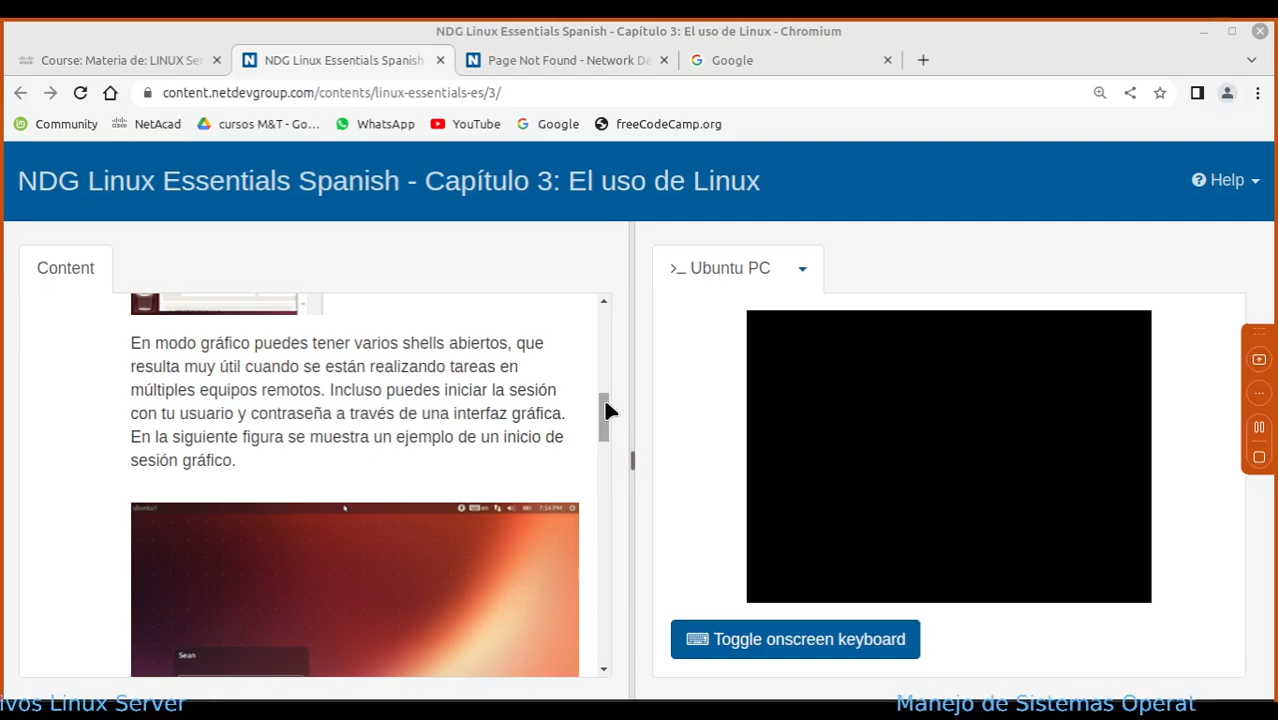 NDG Linux Essentials Spanish - Capítulo 3: El uso de Linux - Chromium
Course: Materia de: LINUX Ser
NDG Linux Essentials Spanish
Page Not Found - Network De
Google
content.netdevgroup.com/contents/linux-essentials-es/3/
Community
NetAcad
cursos M&T - Go...
WhatsApp
YouTube
Google
freeCodeCamp.org
NDG Linux Essentials Spanish - Capítulo 3: El uso de Linux
Help
Content
>_ Ubuntu PC
En modo gráfico puedes tener varios shells abiertos, que
resulta muy útil cuando se están realizando tareas en
múltiples equipos remotos. Incluso puedes iniciar la sesión
con tu usuario y contraseña a través de una interfaz gráfica.
En la siguiente figura se muestra un ejemplo de un inicio de
sesión gráfico.
7:54 PM
Sean
Toggle onscreen keyboard
ivos Linux Server
Manejo de Sistemas Operat